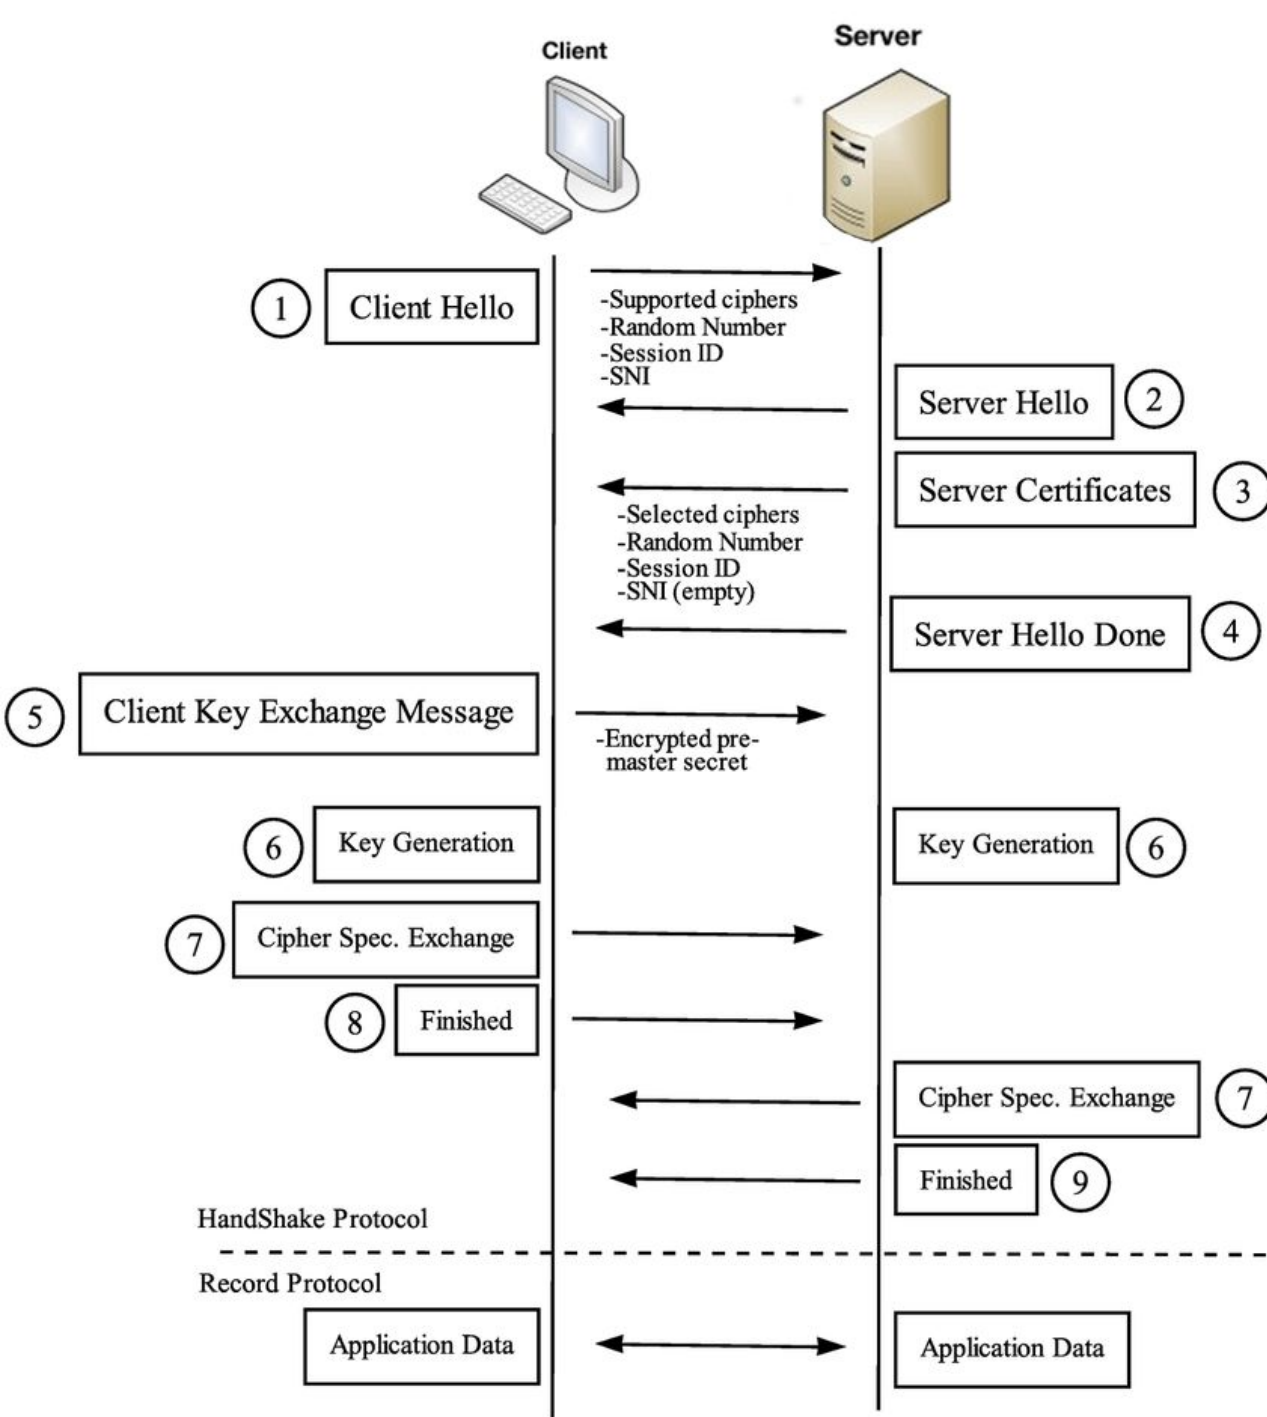 Client
Server
1
Client Hello
-Supported ciphers
-Random Number
-Session ID
-SNI
Server Hello
2
Server Certificates
3
-Selected ciphers
-Random Number
-Session ID
-SNI (empty)
Server Hello Done
4
5
Client Key Exchange Message
-Encrypted pre-
master secret
6
Key Generation
Key Generation
6
7
Cipher Spec. Exchange
8
Finished
Cipher Spec. Exchange
7
Finished
9
HandShake Protocol
Record Protocol
Application Data
Application Data